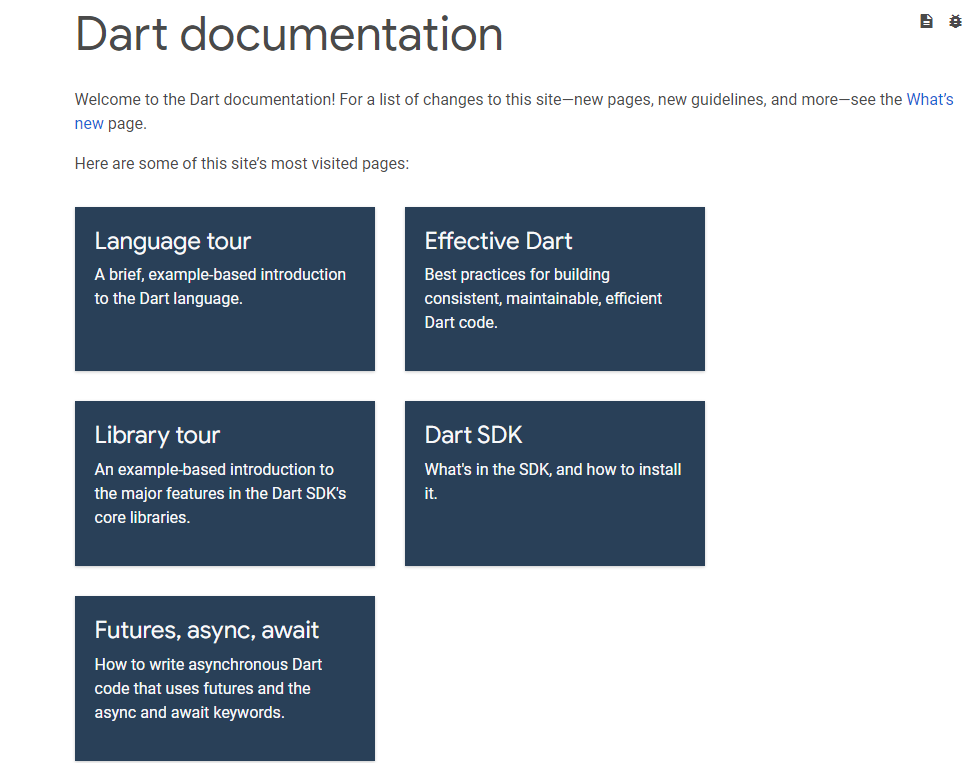 Dart documentation
Welcome to the Dart documentation! For a list of changes to this site—new pages, new guidelines, and more—see the What’s
new page.
Here are some of this site’s most visited pages:
Language tour
A brief, example-based introduction
to the Dart language.
Effective Dart
Best practices for building
consistent, maintainable, efficient
Dart code.
Library tour
An example-based introduction to
the major features in the Dart SDK's
core libraries.
Dart SDK
What's in the SDK, and how to install
it.
Futures, async, await
How to write asynchronous Dart
code that uses futures and the
async and await keywords.